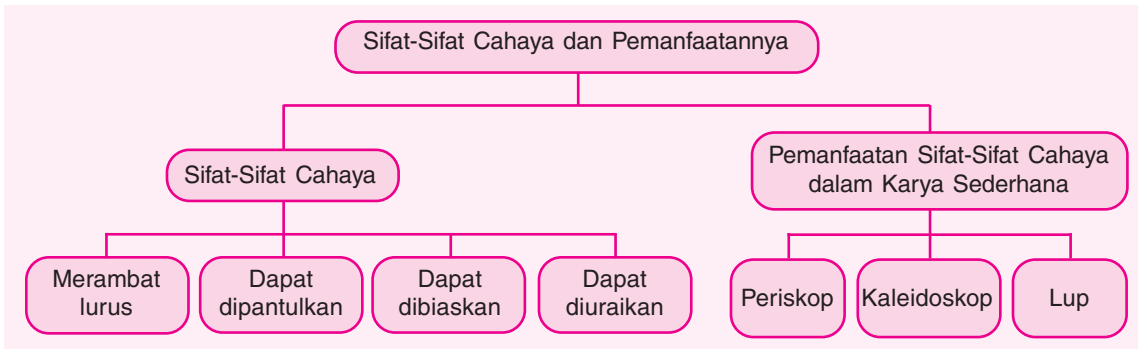 Sifat-Sifat Cahaya dan Pemanfaatannya
Sifat-Sifat Cahaya
Pemanfaatan Sifat-Sifat Cahaya
dalam Karya Sederhana
Merambat
lurus
Dapat
dipantulkan
Dapat
dibiaskan
Dapat
diuraikan
Periskop
Kaleidoskop
Lup